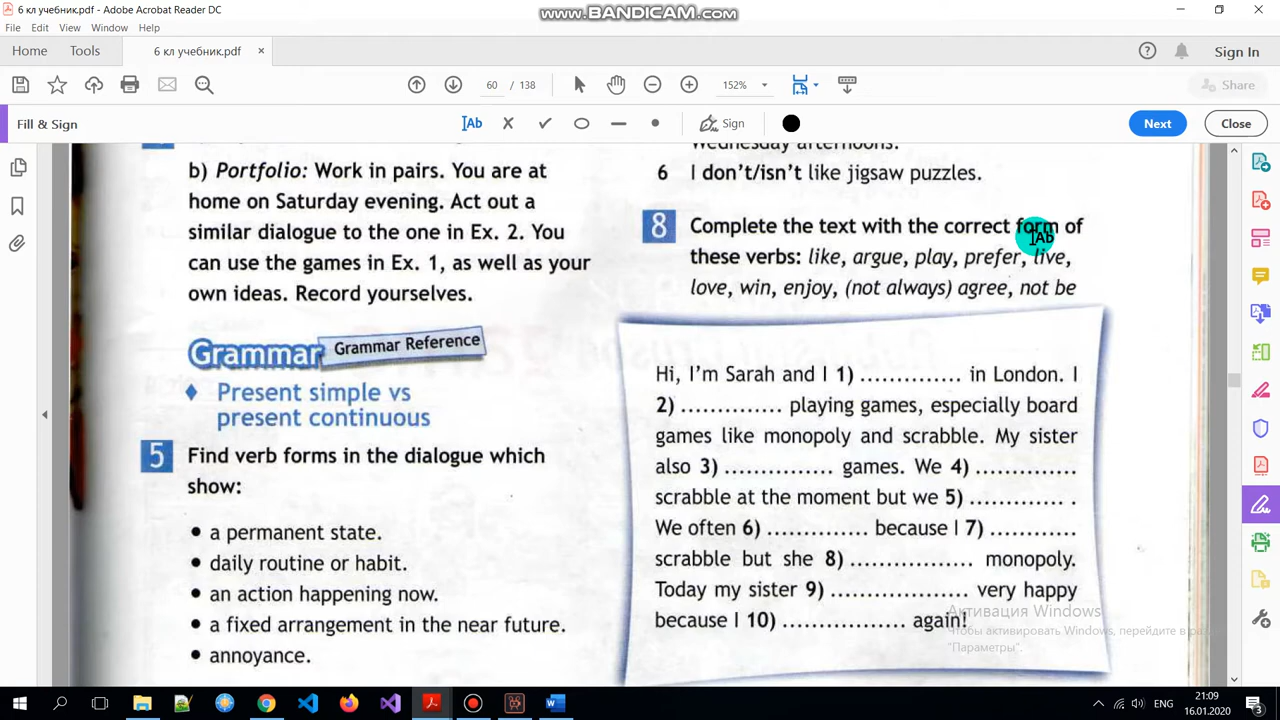 6 кл учебник.pdf - Adobe Acrobat Reader DC
WWW.BANDICAM.COM
File Edit View Window Help
Home Tools 6 кл учебник.pdf × Sign In
60 / 138 152% Share
Fill & Sign Ab Sign Next Close
b) Portfolio: Work in pairs. You are at
home on Saturday evening. Act out a
similar dialogue to the one in Ex. 2. You
can use the games in Ex. 1, as well as your
own ideas. Record yourselves.
Grammar Grammar Reference
Present simple vs
present continuous
5 Find verb forms in the dialogue which
show:
• a permanent state.
• daily routine or habit.
• an action happening now.
• a fixed arrangement in the near future.
• annoyance.
Wednesday afternoons.
6 I don't/isn't like jigsaw puzzles.
8 Complete the text with the correct form of
these verbs: like, argue, play, prefer, live,
love, win, enjoy, (not always) agree, not be
Ab
Hi, I'm Sarah and I 1) .............. in London. I
2) .............. playing games, especially board
games like monopoly and scrabble. My sister
also 3) .............. games. We 4) ..............
scrabble at the moment but we 5) ............. .
We often 6) .............. because I 7) ............
scrabble but she 8) ................. monopoly.
Today my sister 9) ................... very happy
because I 10) ................. again!
Активация Windows
Чтобы активировать Windows, перейдите в ра
"Параметры".
ENG
21:09
16.01.2020
3